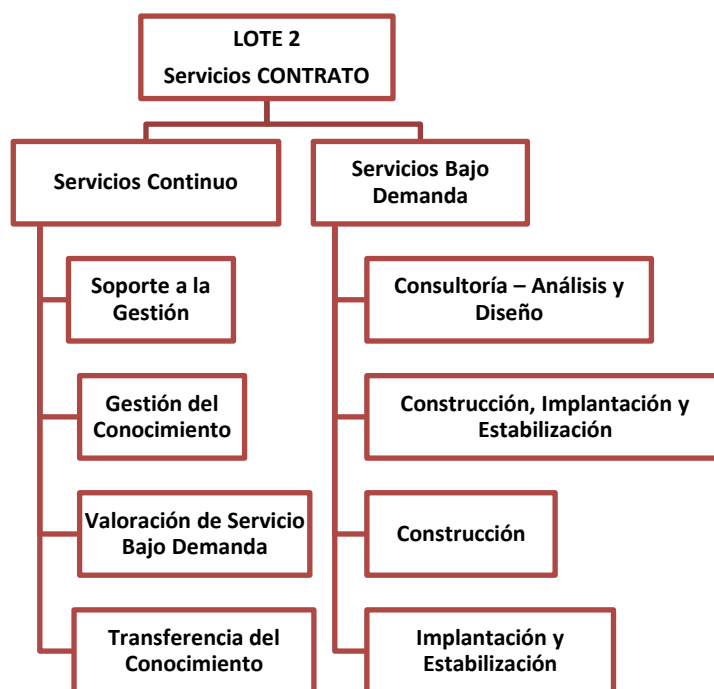 LOTE 2
Servicios CONTRATO
Servicios Continuo
Servicios Bajo
Demanda
Soporte a la
Gestión
Gestión del
Conocimiento
Valoración de Servicio
Bajo Demanda
Transferencia del
Conocimiento
Consultoría – Análisis y
Diseño
Construcción, Implantación y
Estabilización
Construcción
Implantación y
Estabilización